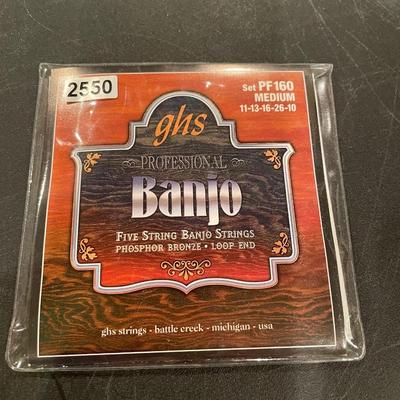 2550
Set PF160
MEDIUM
11-13-16-26-10
ghs
PROFESSIONAL
Banjo
FIVE STRING BANJO STRINGS
PHOSPHOR BRONZE • LOOP END
ghs strings - battle creek - michigan - usa